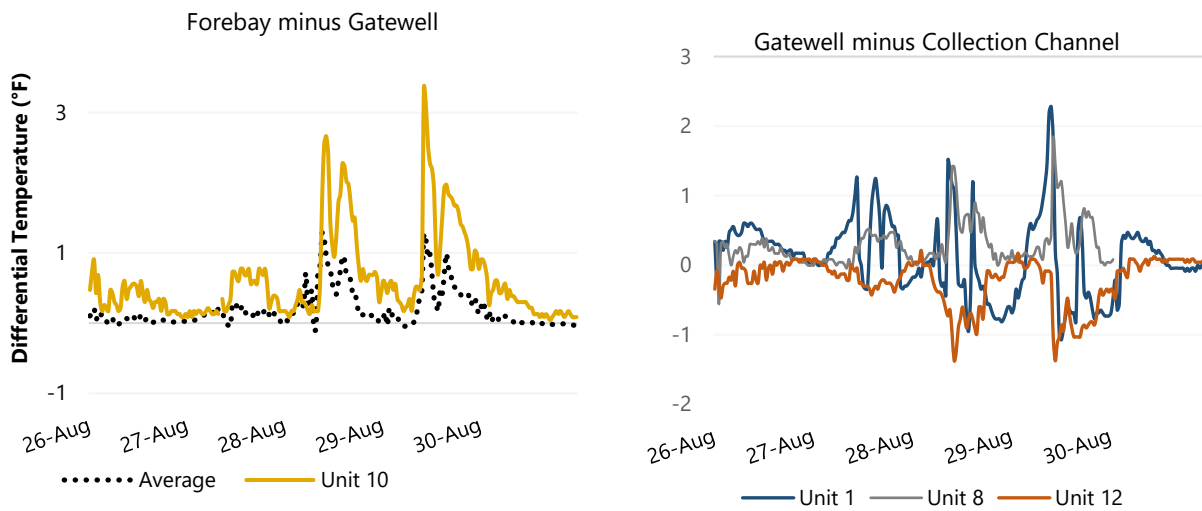 Forebay minus Gatewell
Differential Temperature (°F)
3
1
-1
26-Aug
27-Aug
28-Aug
29-Aug
30-Aug
Average
Unit 10
Gatewell minus Collection Channel
3
2
1
0
-1
-2
26-Aug
27-Aug
28-Aug
29-Aug
30-Aug
Unit 1
Unit 8
Unit 12